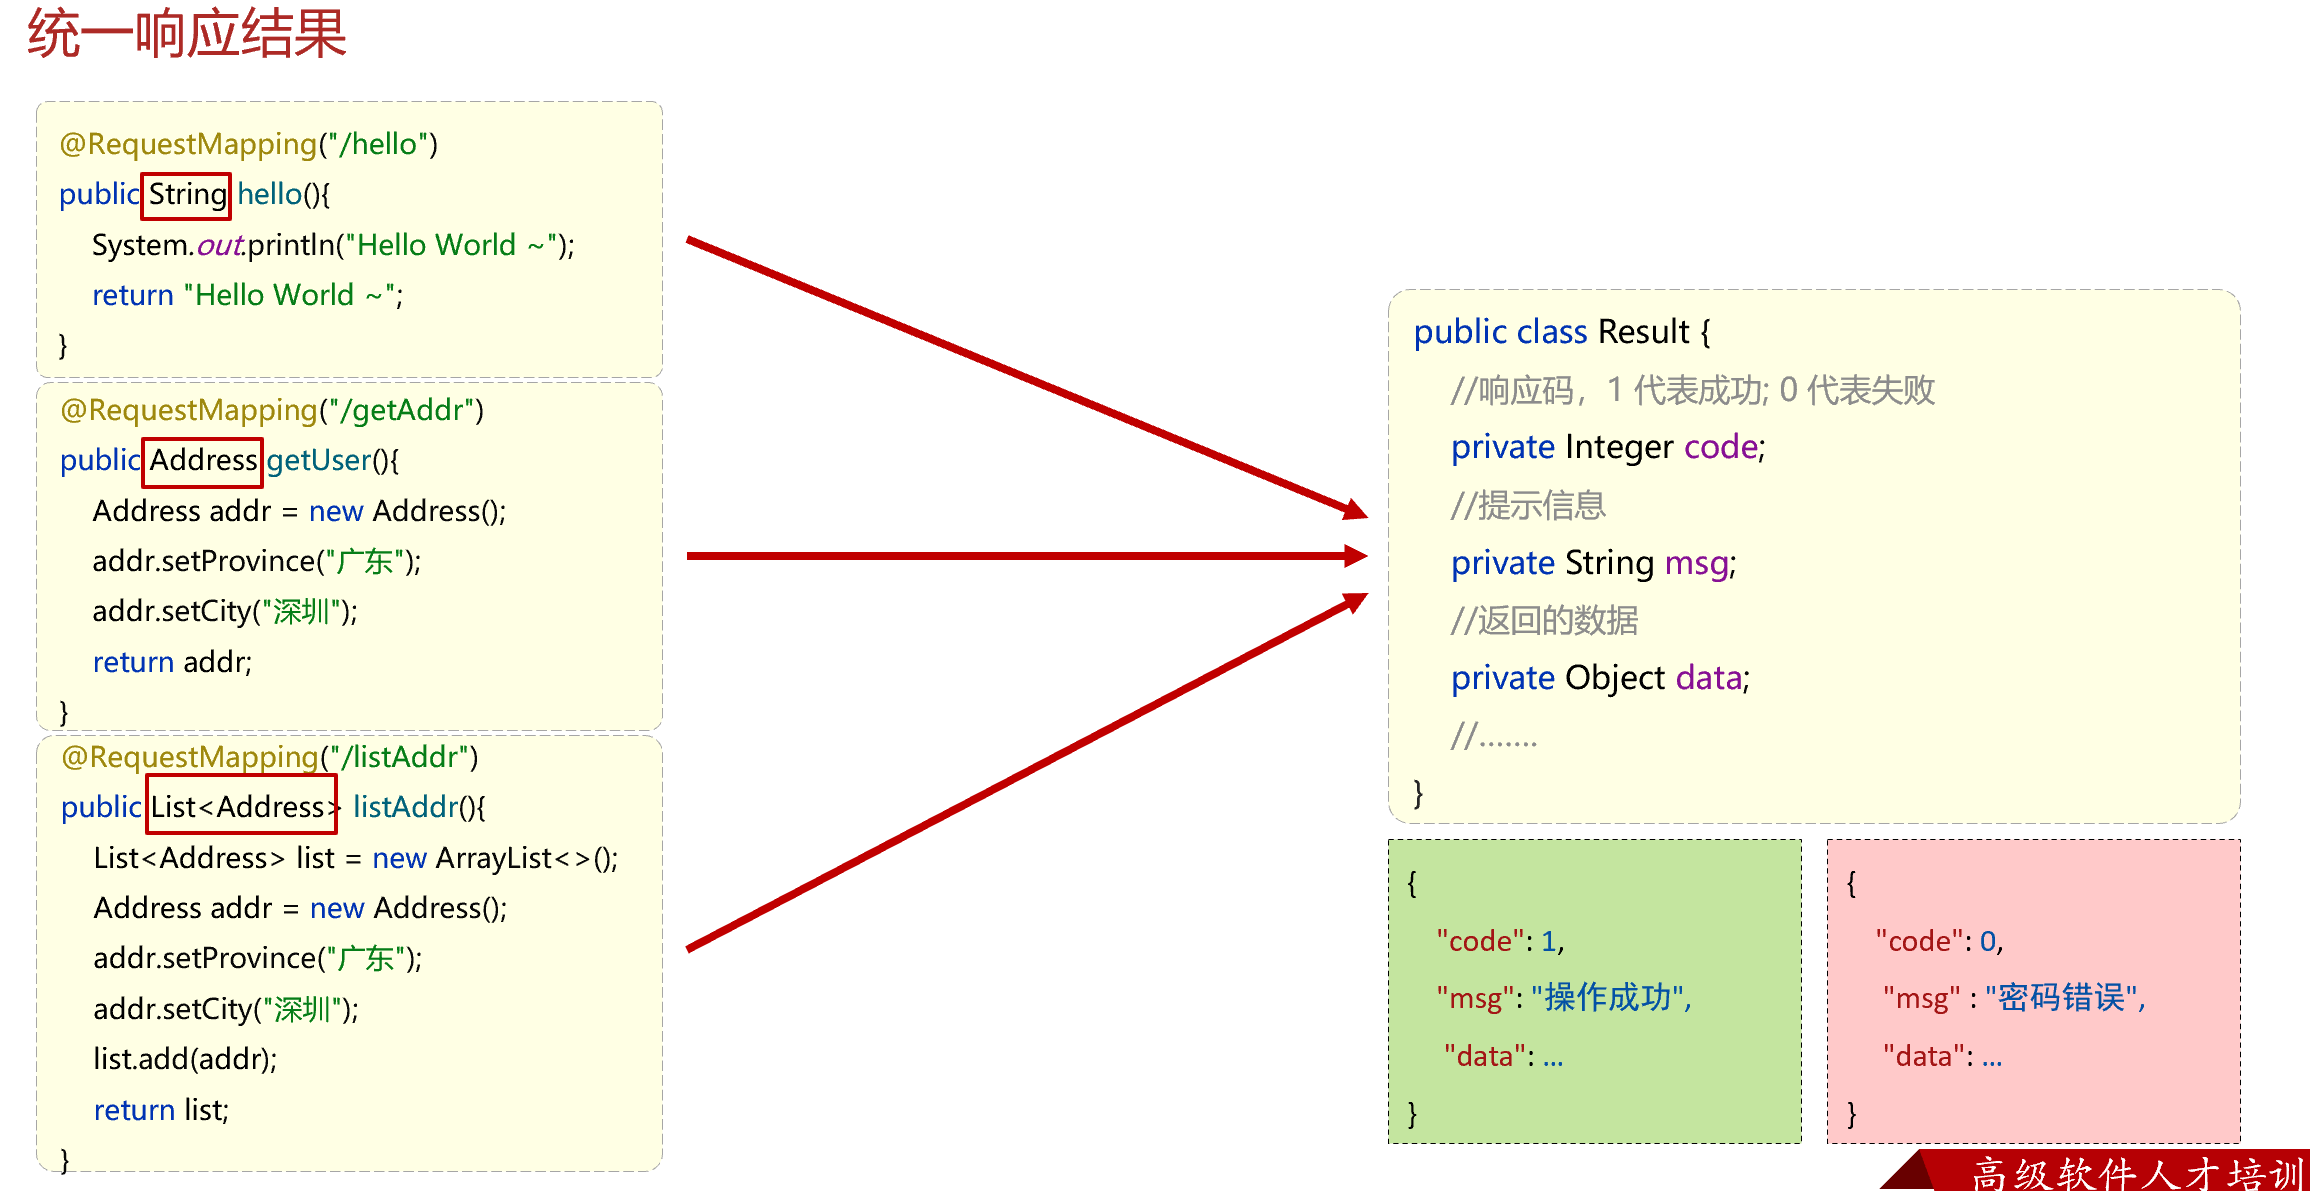 统一响应结果
@RequestMapping("/hello")
public String hello(){
System.out.println("Hello World ~");
return "Hello World ~";
}
@RequestMapping("/getAddr")
public Address getUser(){
Address addr = new Address();
addr.setProvince("广东");
addr.setCity("深圳");
return addr;
}
@RequestMapping("/listAddr")
public List<Address> listAddr(){
List<Address> list = new ArrayList<>();
Address addr = new Address();
addr.setProvince("广东");
addr.setCity("深圳");
list.add(addr);
return list;
}
public class Result {
//响应码，1 代表成功; 0 代表失败
private Integer code;
//提示信息
private String msg;
//返回的数据
private Object data;
//.......
}
{
"code": 1,
"msg": "操作成功",
"data": ...
}
{
"code": 0,
"msg" : "密码错误",
"data": ...
}
高级软件人才培训